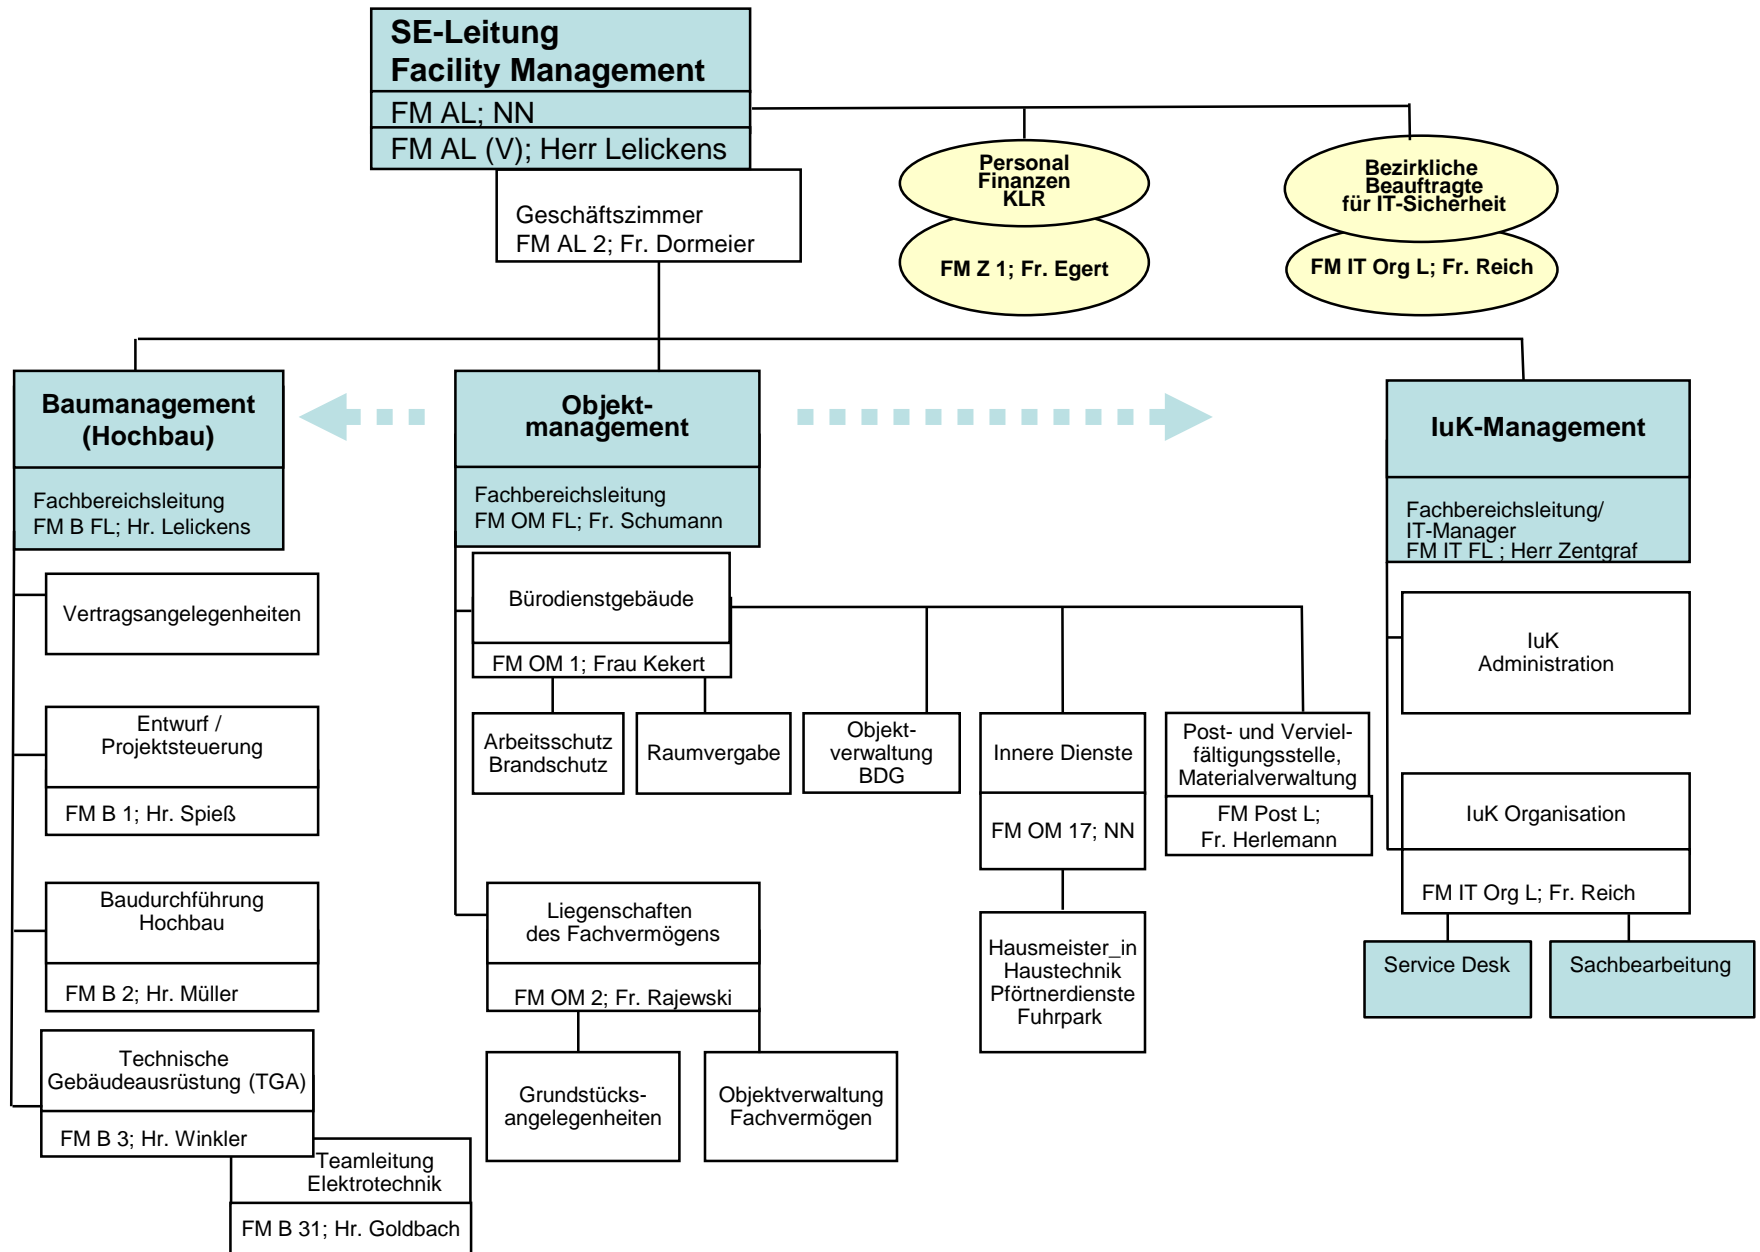 SE-Leitung
Facility Management
FM AL; NN
FM AL (V); Herr Lelickens
Geschäftszimmer
FM AL 2; Fr. Dormeier
Personal
Finanzen
KLR
FM Z 1; Fr. Egert
Bezirkliche
Beauftragte
für IT-Sicherheit
FM IT Org L; Fr. Reich
Baumanagement
(Hochbau)
Fachbereichsleitung
FM B FL; Hr. Lelickens
Vertragsangelegenheiten
Entwurf /
Projektsteuerung
FM B 1; Hr. Spieß
Baudurchführung
Hochbau
FM B 2; Hr. Müller
Technische
Gebäudeausrüstung (TGA)
FM B 3; Hr. Winkler
Teamleitung
Elektrotechnik
FM B 31; Hr. Goldbach
Objekt-
management
Fachbereichsleitung
FM OM FL; Fr. Schumann
Bürodienstgebäude
FM OM 1; Frau Kekert
Arbeitsschutz
Brandschutz
Raumvergabe
Objekt-
verwaltung
BDG
Innere Dienste
FM OM 17; NN
Hausmeister_in
Haustechnik
Pförtnerdienste
Fuhrpark
Post- und Verviel-
fältigungsstelle,
Materialverwaltung
FM Post L;
Fr. Herlemann
Liegenschaften
des Fachvermögens
FM OM 2; Fr. Rajewski
Grundstücks-
angelegenheiten
Objektverwaltung
Fachvermögen
IuK-Management
Fachbereichsleitung/
IT-Manager
FM IT FL ; Herr Zentgraf
IuK
Administration
IuK Organisation
FM IT Org L; Fr. Reich
Service Desk
Sachbearbeitung